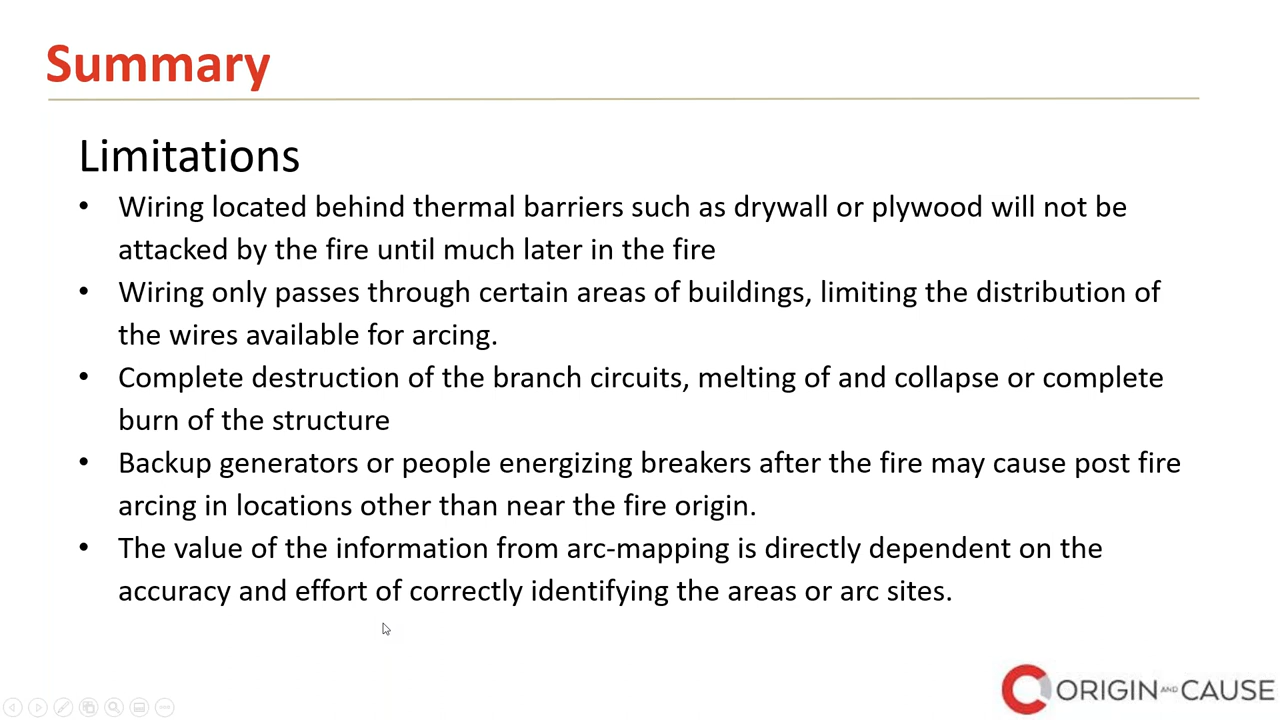 Summary
Limitations
• Wiring located behind thermal barriers such as drywall or plywood will not be
attacked by the fire until much later in the fire
• Wiring only passes through certain areas of buildings, limiting the distribution of
the wires available for arcing.
• Complete destruction of the branch circuits, melting of and collapse or complete
burn of the structure
• Backup generators or people energizing breakers after the fire may cause post fire
arcing in locations other than near the fire origin.
• The value of the information from arc-mapping is directly dependent on the
accuracy and effort of correctly identifying the areas or arc sites.
ORIGIN AND CAUSE